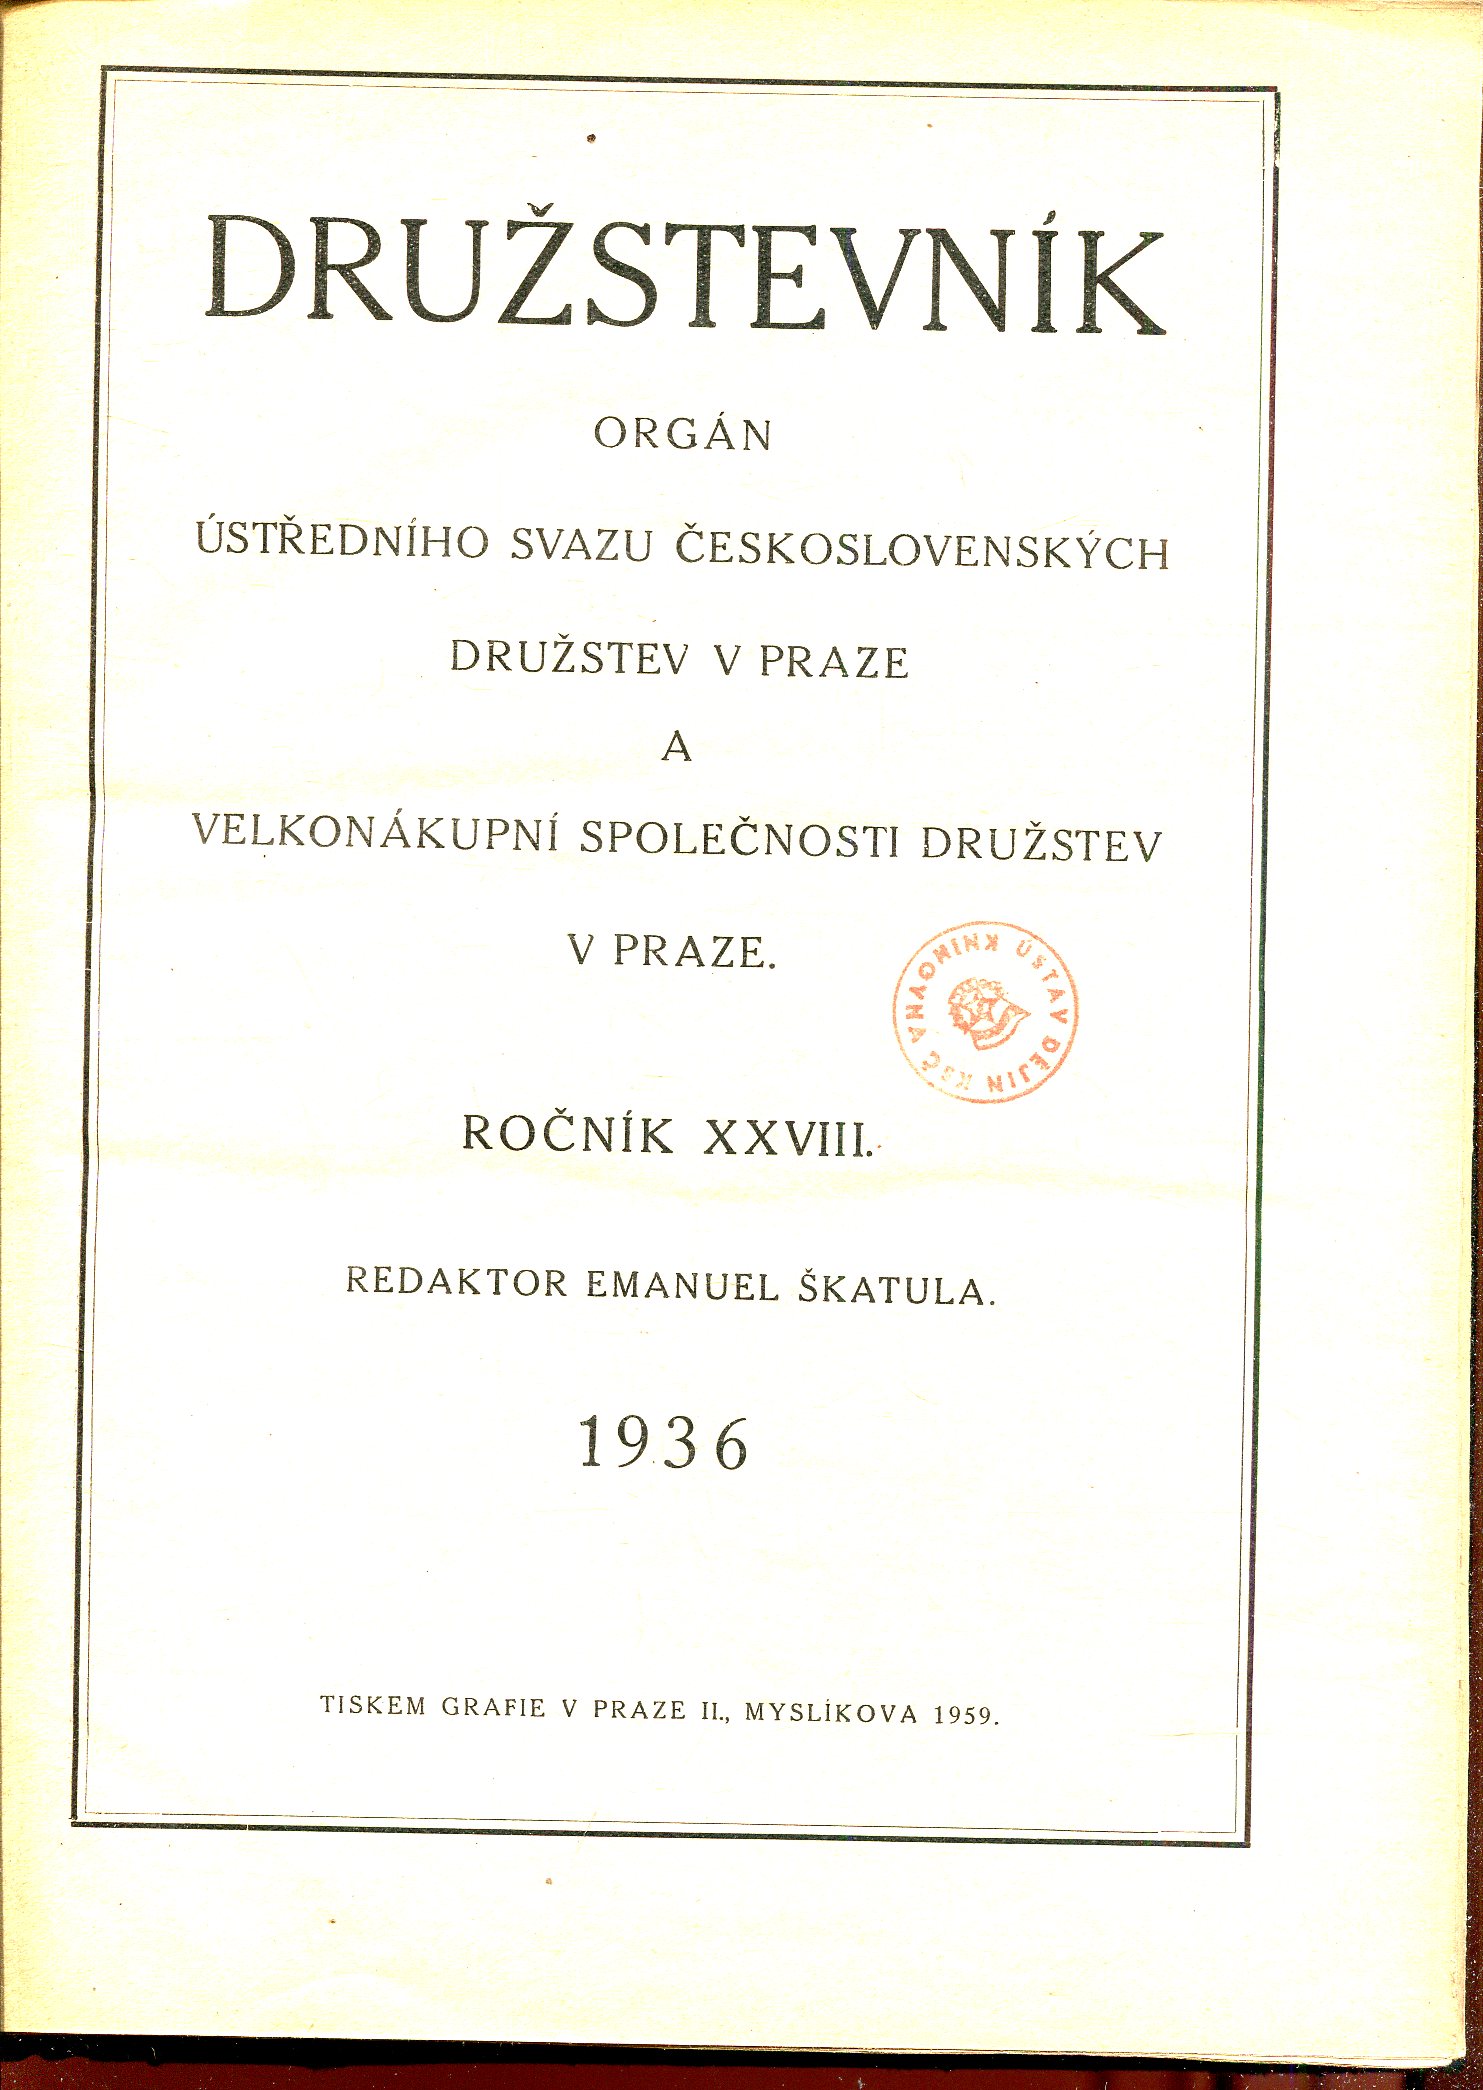 DRUŽSTEVNÍK
ORGÁN
ÚSTŘEDNÍHO SVAZU ČESKOSLOVENSKÝCH
DRUŽSTEV V PRAZE
A
VELKONÁKUPNÍ SPOLEČNOSTI DRUŽSTEV
V PRAZE.
ÚSTAV DĚJIN KSČ KNIHOVNA
ROČNÍK XXVIII.
REDAKTOR EMANUEL ŠKATULA.
1936
TISKEM GRAFIE V PRAZE II., MYSLÍKOVA 1959.